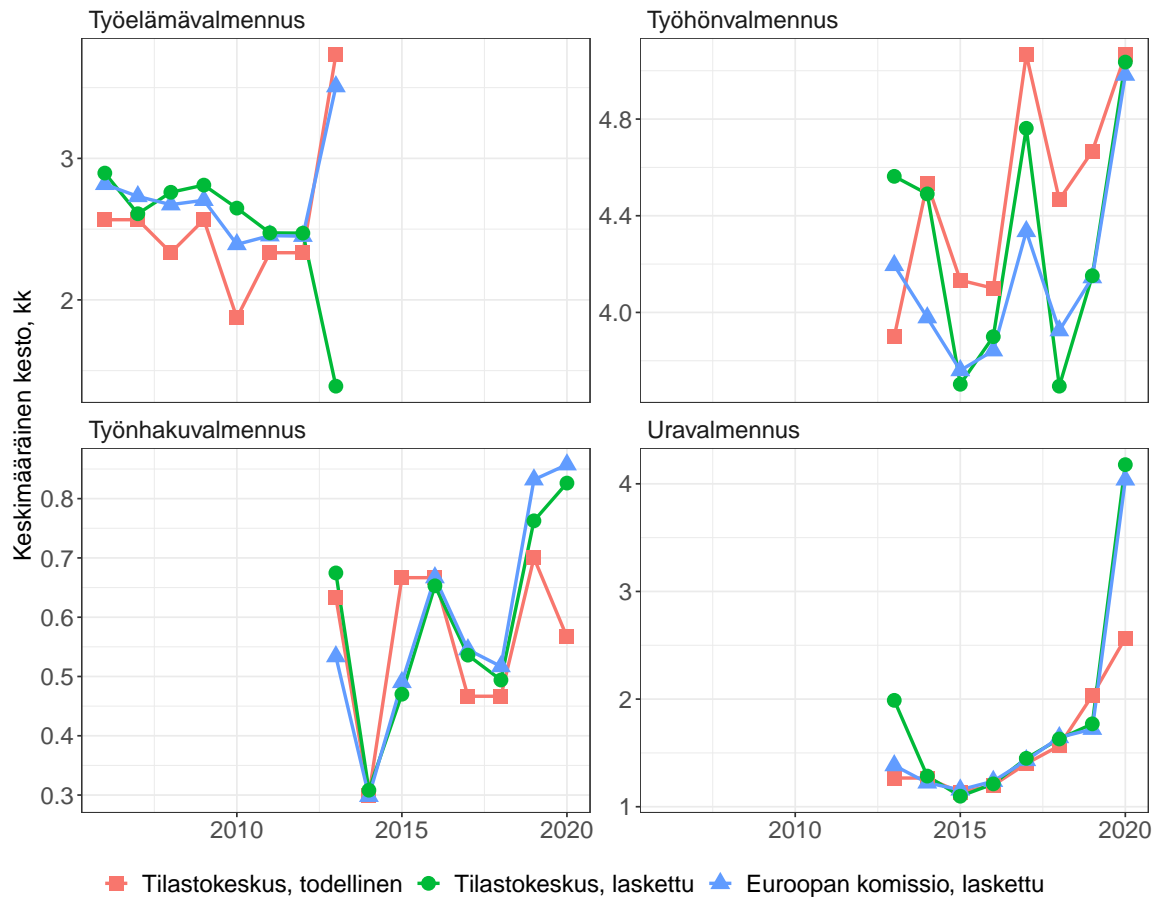 Työelämävalmennus
Työhönvalmennus
3
2
4.8
4.4
4.0
Keskimääräinen kesto, kk
Työnhakuvalmennus
Uravalmennus
0.8
0.7
0.6
0.5
0.4
0.3
4
3
2
1
2010 2015 2020
2010 2015 2020
Tilastokeskus, todellinen Tilastokeskus, laskettu Euroopan komissio, laskettu